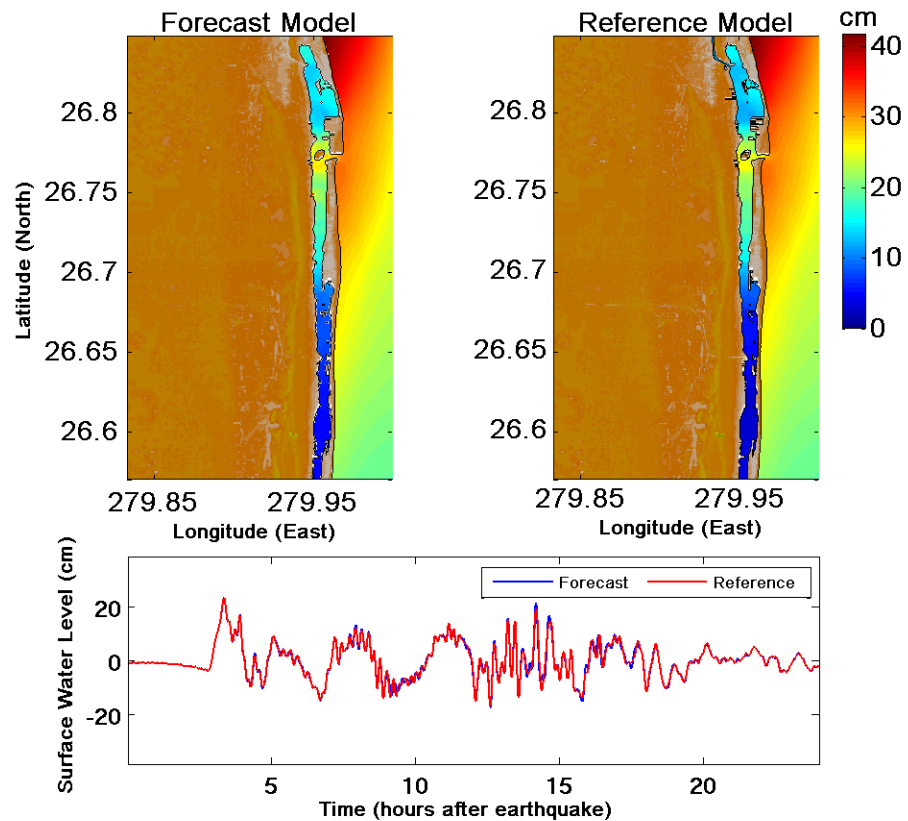 Forecast Model
Reference Model
cm
Latitude (North)
26.8
26.75
26.7
26.65
26.6
279.85
279.95
Longitude (East)
26.8
26.75
26.7
26.65
26.6
279.85
279.95
Longitude (East)
40
30
20
10
0
Surface Water Level (cm)
20
0
-20
Forecast
Reference
5
10
15
20
Time (hours after earthquake)